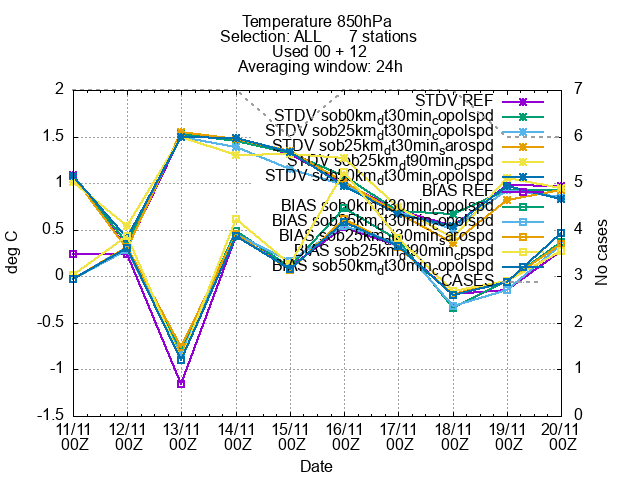 Temperature 850hPa
Selection: ALL 7 stations
Used 00 + 12
Averaging window: 24h
2
1.5
1
0.5
0
-0.5
-1
-1.5
deg C
7
6
5
4
3
2
1
0
No cases
STDV REF
STDV sob0km_dt30min_copolspd
STDV sob25km_dt30min_copolspd
STDV sob25km_dt30min_sarospd
STDV sob25km_dt90min_cpspd
STDV sob50km_dt30min_copolspd
BIAS REF
BIAS sob0km_dt30min_copolspd
BIAS sob25km_dt30min_copolspd
BIAS sob25km_dt30min_sarospd
BIAS sob25km_dt90min_cpspd
BIAS sob50km_dt30min_copolspd
CASES
11/11 12/11 13/11 14/11 15/11 16/11 17/11 18/11 19/11 20/11
00Z 00Z 00Z 00Z 00Z 00Z 00Z 00Z 00Z 00Z
Date